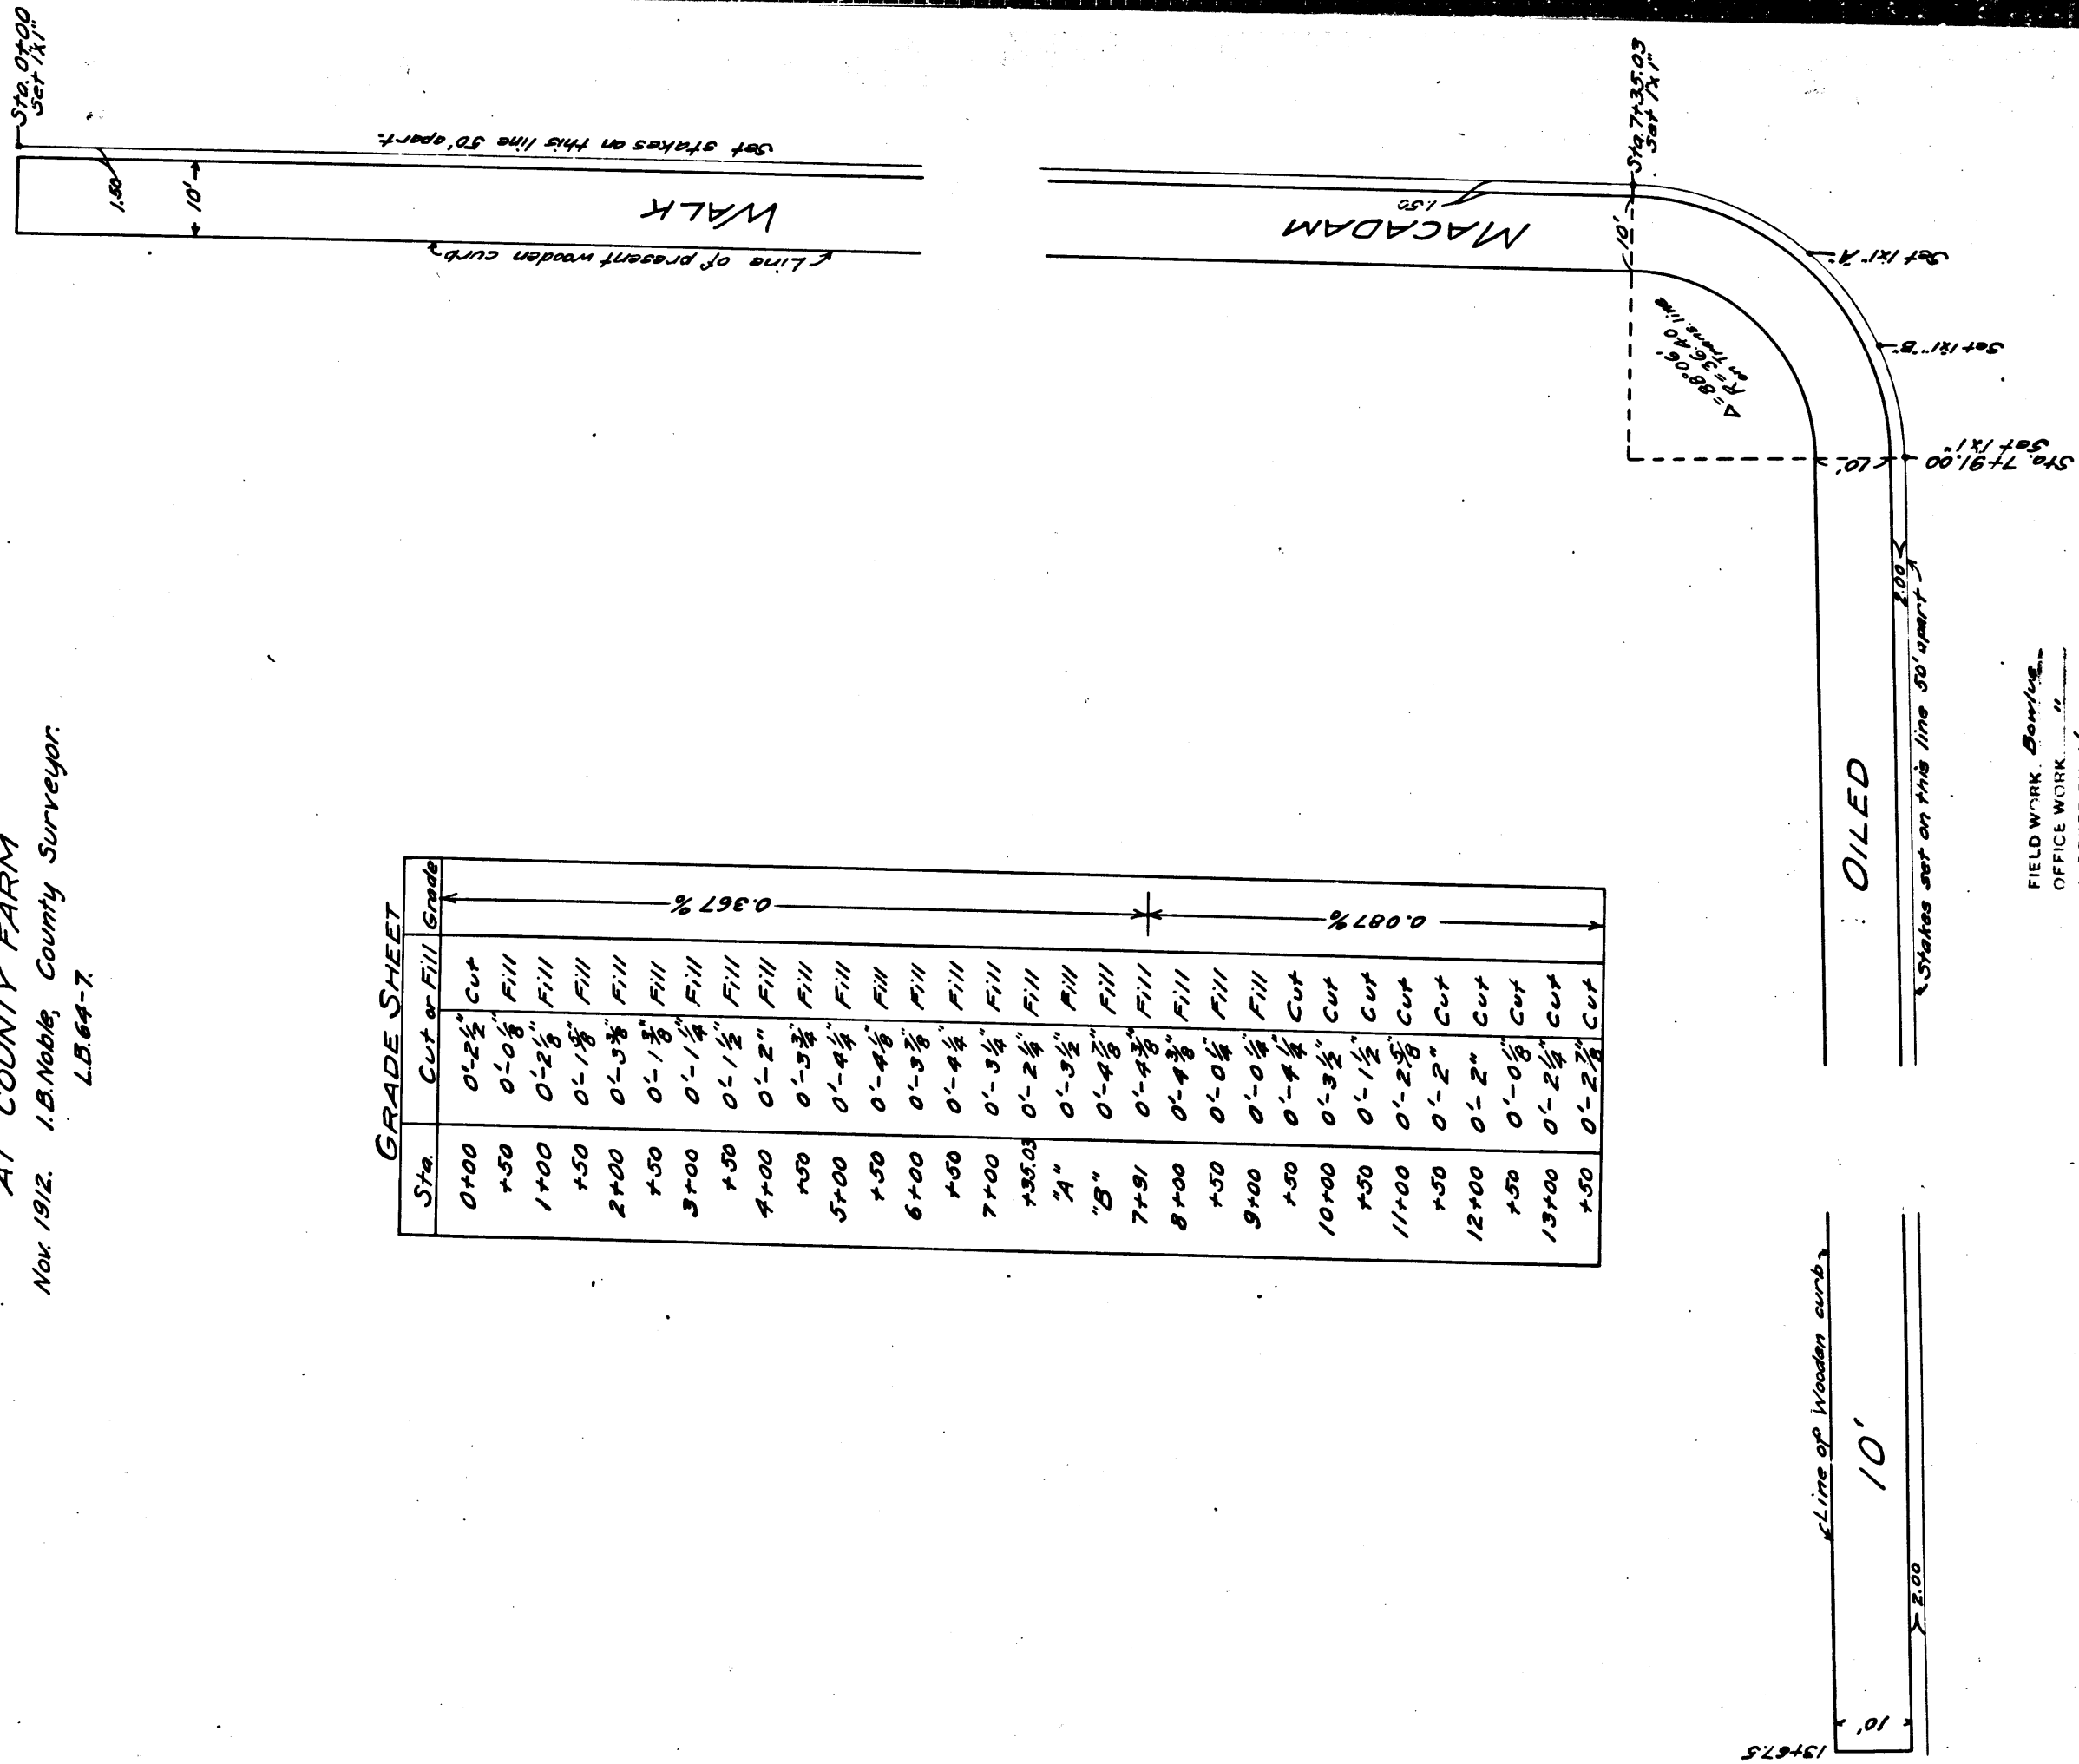 AT COUNTY FARM
Nov. 1912. I.B. Noble, County Surveyor.
L.B. 64-7.
Sta. 0+00
Set 1"x1"
1.50
10'
Set stakes on this line 50' apart.
WALK
Line of present wooden curb
MACADAM
1.50
Sta. 7+35.03
Set 1"x1"
10'
Δ=88°06'
R=36.40
on Trans. line
Set 1"x1" "A"
Set 1"x1" "B"
Sta. 7+91.00
Set 1"x1"
10'
2.00
Stakes set on this line 50' apart
OILED
Line of Wooden curb
10'
2.00
10'
13+67.5
GRADE SHEET
Sta. Cut or Fill Grade
0+00 0'-2½" Cut
+50 0'-0⅛" Fill
1+00 0'-2⅛" Fill
+50 0'-1⅝" Fill
2+00 0'-3⅜" Fill
+50 0'-1⅜" Fill
3+00 0'-1¼" Fill
+50 0'-1½" Fill
4+00 0'-2" Fill
+50 0'-3¾" Fill
5+00 0'-4¼" Fill
+50 0'-4⅛" Fill
6+00 0'-3⅞" Fill
+50 0'-4¼" Fill
7+00 0'-3¼" Fill
+35.03 0'-2¼" Fill
"A" 0'-3½" Fill
"B" 0'-4⅞" Fill
7+91 0'-4¾" Fill
8+00 0'-4⅜" Fill
+50 0'-0¼" Fill
9+00 0'-0¼" Fill
+50 0'-4¼" Cut
10+00 0'-3½" Cut
+50 0'-1½" Cut
11+00 0'-2⅝" Cut
+50 0'-2" Cut
12+00 0'-2" Cut
+50 0'-0⅛" Cut
13+00 0'-2¼" Cut
+50 0'-2⅞" Cut
0.367%
0.087%
FIELD WORK.
OFFICE WORK "